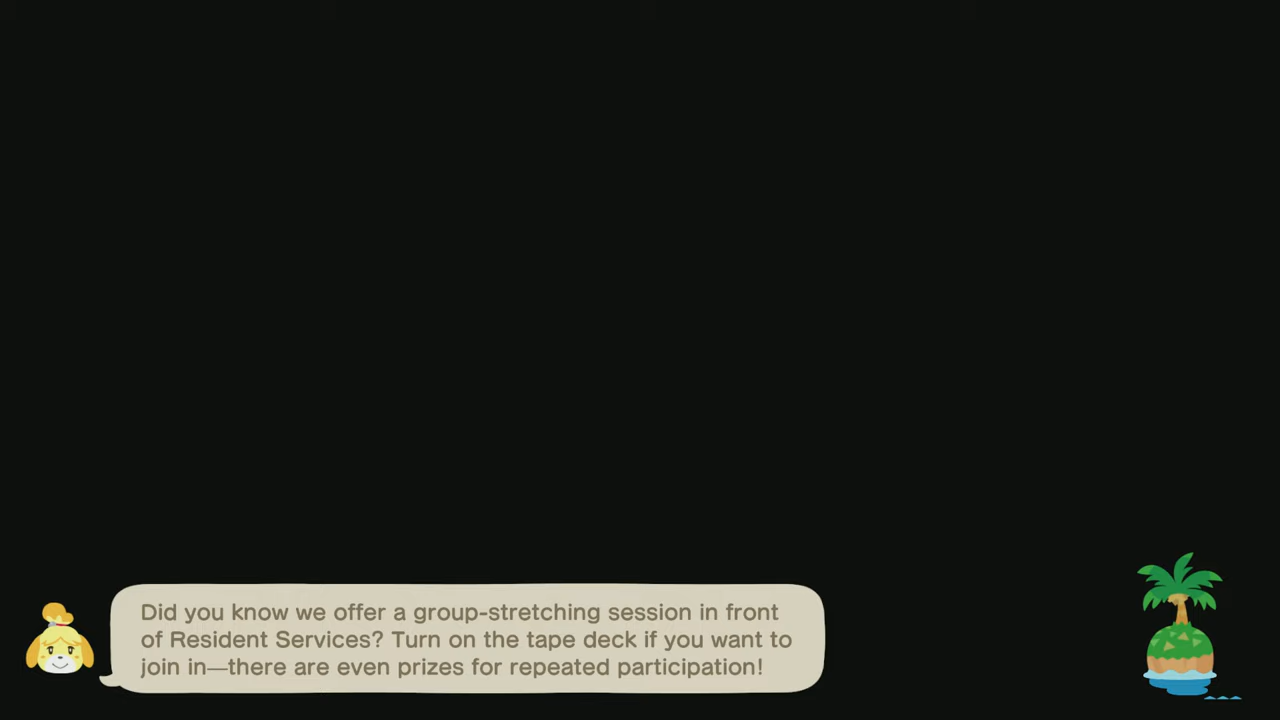 Did you know we offer a group-stretching session in front
of Resident Services? Turn on the tape deck if you want to
join in—there are even prizes for repeated participation!